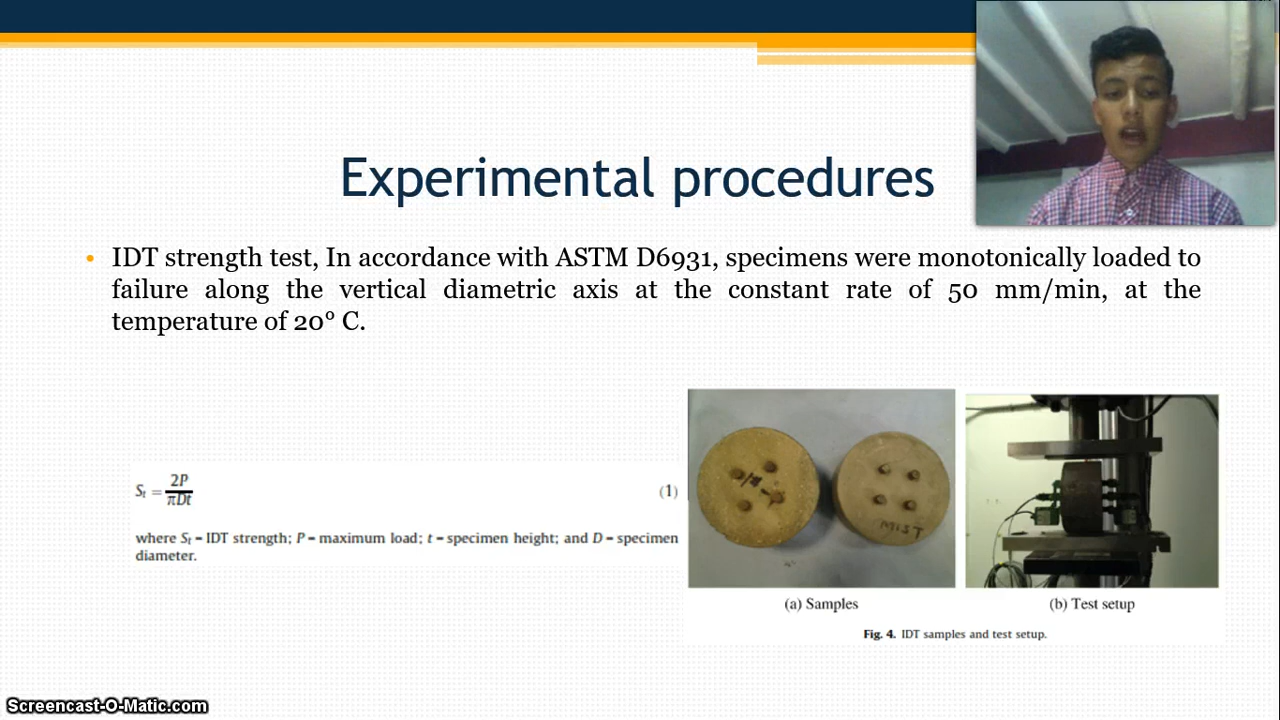 Experimental procedures
• IDT strength test, In accordance with ASTM D6931, specimens were monotonically loaded to
failure along the vertical diametric axis at the constant rate of 50 mm/min, at the
temperature of 20° C.
Sₜ = 2P / πDt (1)
where Sₜ = IDT strength; P = maximum load; t = specimen height; and D = specimen
diameter.
MIST
(a) Samples
(b) Test setup
Fig. 4. IDT samples and test setup.
Screencast-O-Matic.com